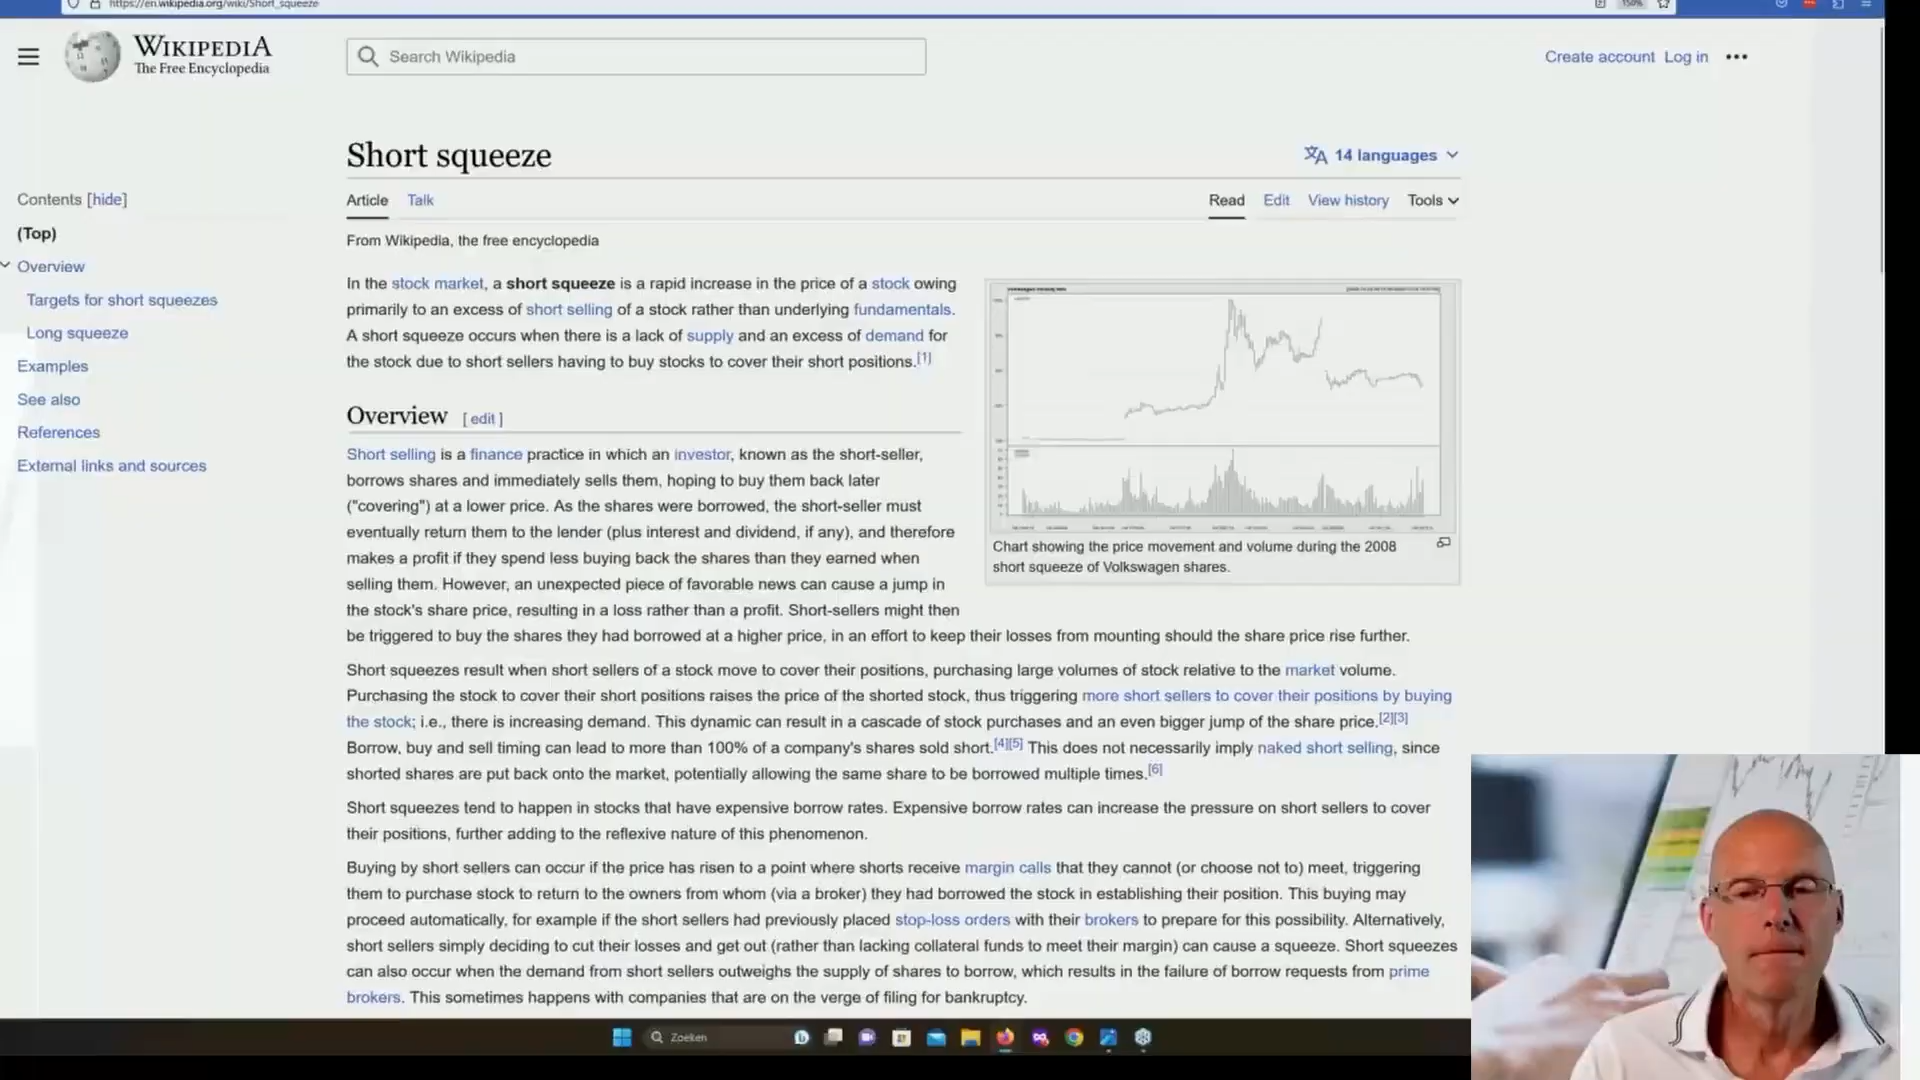 https://en.wikipedia.org/wiki/Short_squeeze
150%
WIKIPEDIA
The Free Encyclopedia
Search Wikipedia
Create account Log in
Short squeeze
14 languages
Contents [hide]
(Top)
Overview
Targets for short squeezes
Long squeeze
Examples
See also
References
External links and sources
Article Talk
Read Edit View history Tools
From Wikipedia, the free encyclopedia
In the stock market, a short squeeze is a rapid increase in the price of a stock owing
primarily to an excess of short selling of a stock rather than underlying fundamentals.
A short squeeze occurs when there is a lack of supply and an excess of demand for
the stock due to short sellers having to buy stocks to cover their short positions.[1]
Chart showing the price movement and volume during the 2008
short squeeze of Volkswagen shares.
Overview [ edit ]
Short selling is a finance practice in which an investor, known as the short-seller,
borrows shares and immediately sells them, hoping to buy them back later
("covering") at a lower price. As the shares were borrowed, the short-seller must
eventually return them to the lender (plus interest and dividend, if any), and therefore
makes a profit if they spend less buying back the shares than they earned when
selling them. However, an unexpected piece of favorable news can cause a jump in
the stock's share price, resulting in a loss rather than a profit. Short-sellers might then
be triggered to buy the shares they had borrowed at a higher price, in an effort to keep their losses from mounting should the share price rise further.
Short squeezes result when short sellers of a stock move to cover their positions, purchasing large volumes of stock relative to the market volume.
Purchasing the stock to cover their short positions raises the price of the shorted stock, thus triggering more short sellers to cover their positions by buying
the stock; i.e., there is increasing demand. This dynamic can result in a cascade of stock purchases and an even bigger jump of the share price.[2][3]
Borrow, buy and sell timing can lead to more than 100% of a company's shares sold short.[4][5] This does not necessarily imply naked short selling, since
shorted shares are put back onto the market, potentially allowing the same share to be borrowed multiple times.[6]
Short squeezes tend to happen in stocks that have expensive borrow rates. Expensive borrow rates can increase the pressure on short sellers to cover
their positions, further adding to the reflexive nature of this phenomenon.
Buying by short sellers can occur if the price has risen to a point where shorts receive margin calls that they cannot (or choose not to) meet, triggering
them to purchase stock to return to the owners from whom (via a broker) they had borrowed the stock in establishing their position. This buying may
proceed automatically, for example if the short sellers had previously placed stop-loss orders with their brokers to prepare for this possibility. Alternatively,
short sellers simply deciding to cut their losses and get out (rather than lacking collateral funds to meet their margin) can cause a squeeze. Short squeezes
can also occur when the demand from short sellers outweighs the supply of shares to borrow, which results in the failure of borrow requests from prime
brokers. This sometimes happens with companies that are on the verge of filing for bankruptcy.
Zoeken